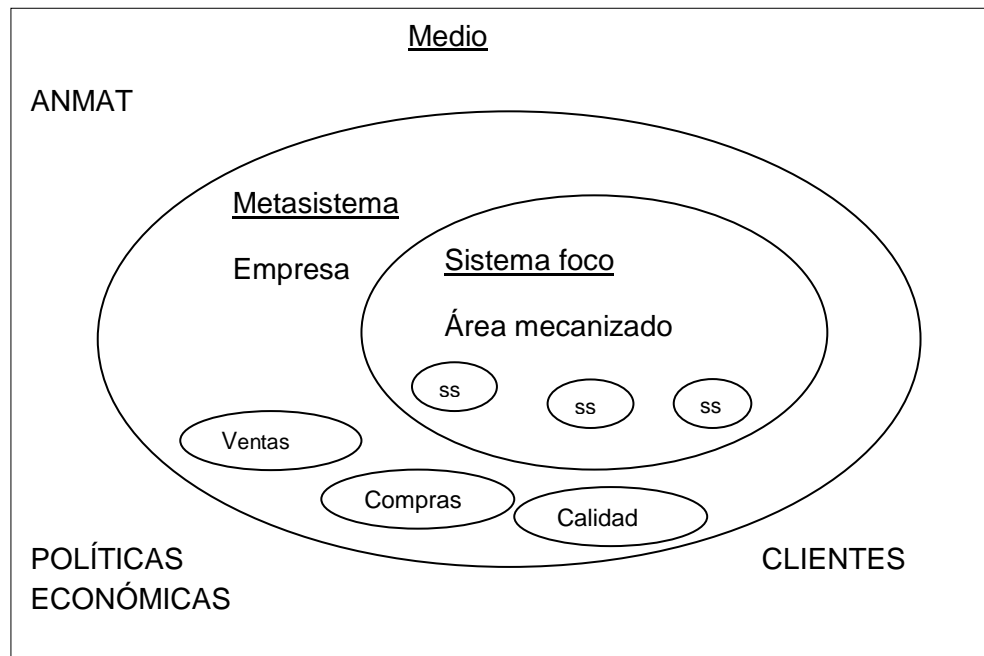 Medio
ANMAT
Metasistema
Empresa
Sistema foco
Área mecanizado
ss
ss
ss
Ventas
Compras
Calidad
POLÍTICAS
ECONÓMICAS
CLIENTES